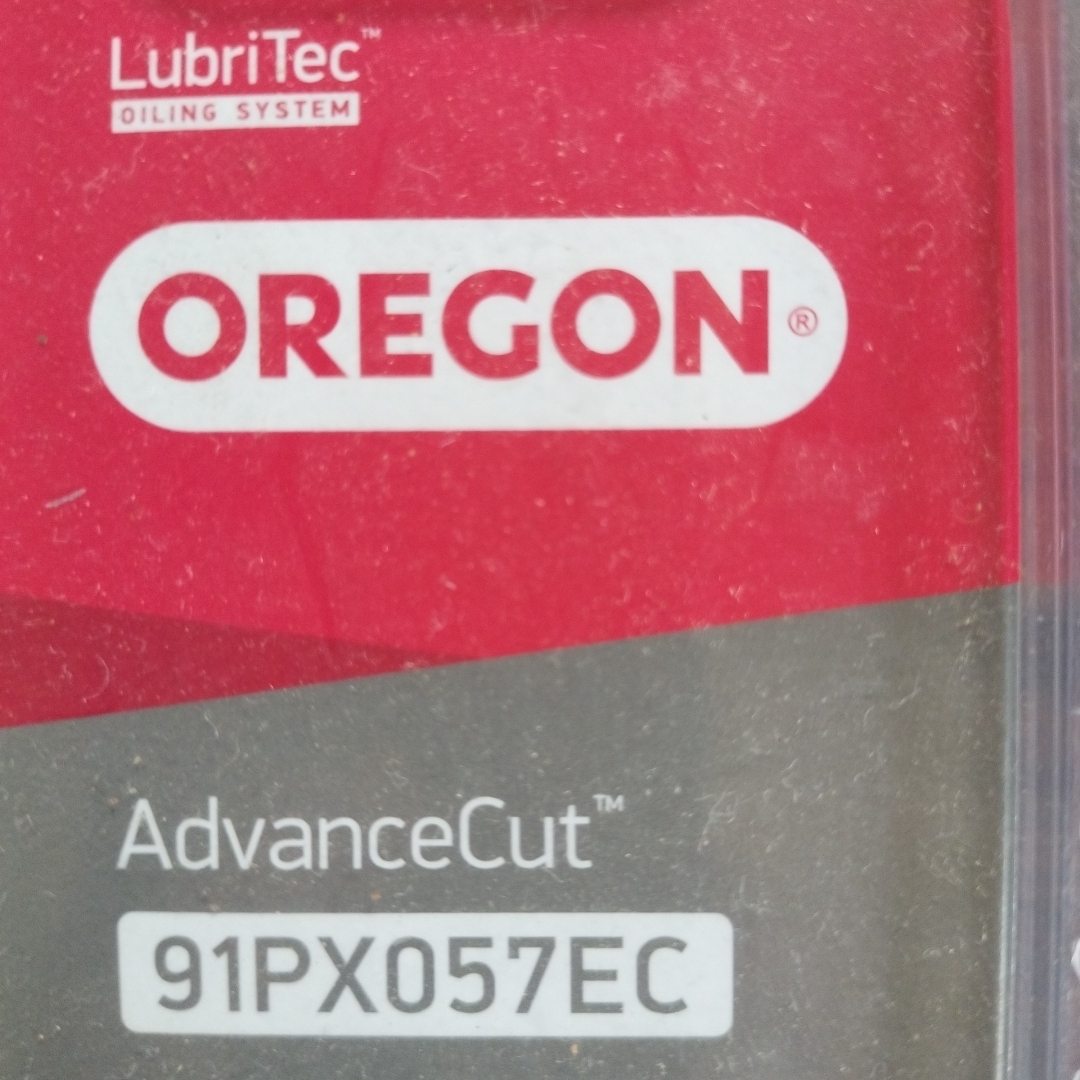 LubriTec™
OILING SYSTEM
OREGON®
AdvanceCut™
91PX057EC